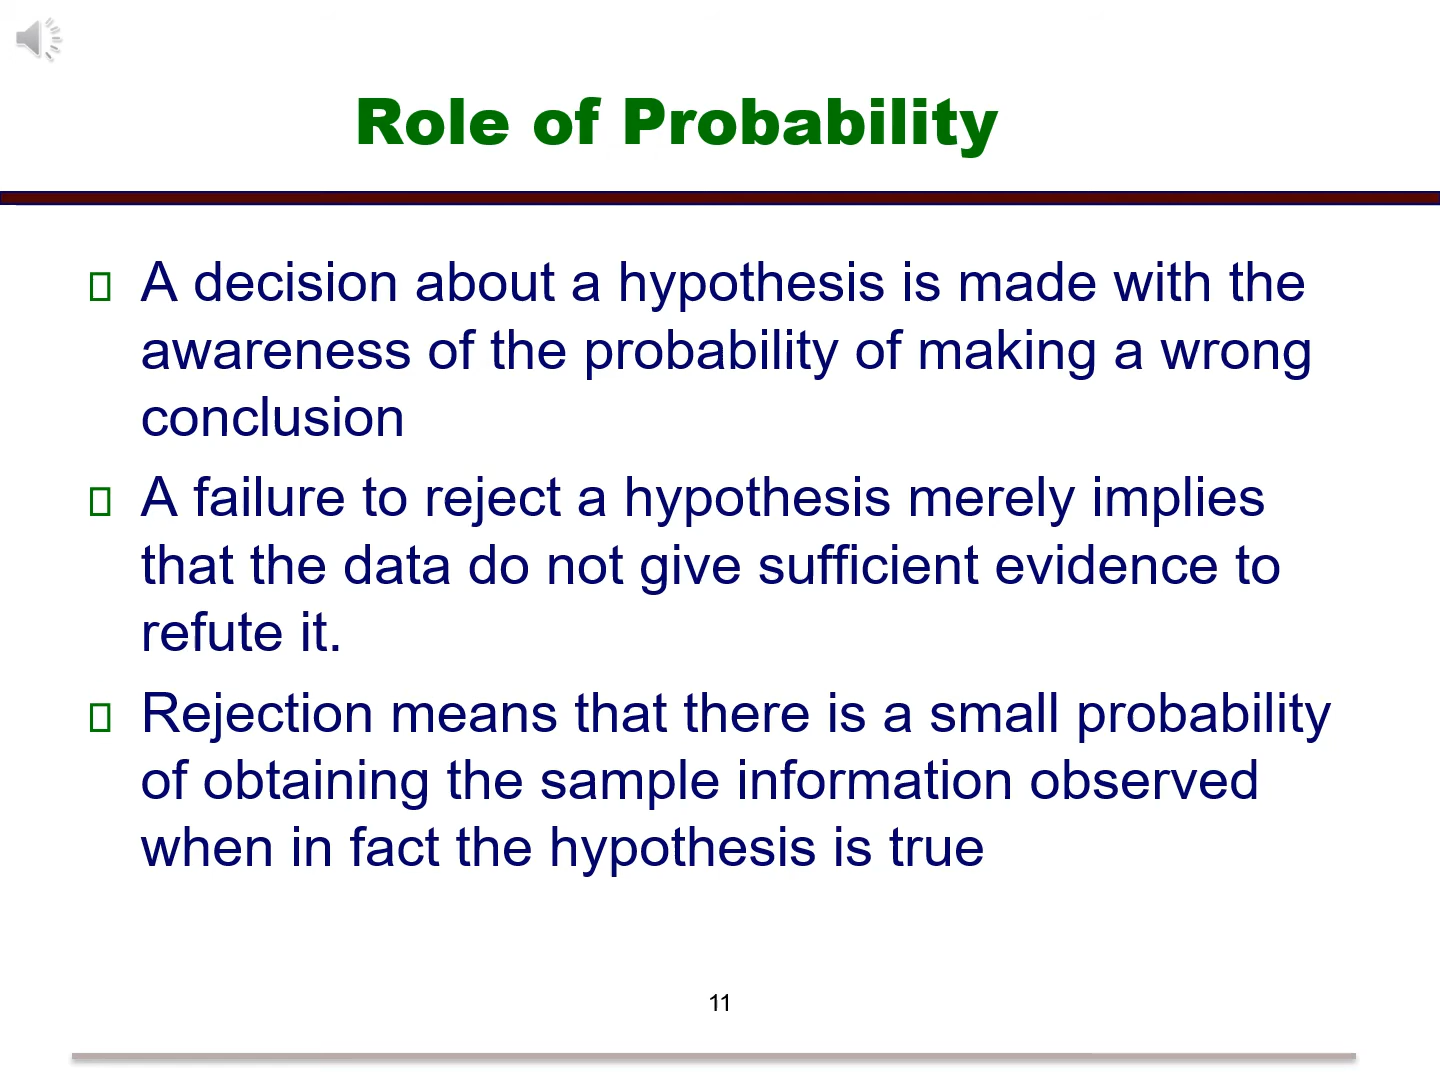 Role of Probability
A decision about a hypothesis is made with the
awareness of the probability of making a wrong
conclusion
A failure to reject a hypothesis merely implies
that the data do not give sufficient evidence to
refute it.
Rejection means that there is a small probability
of obtaining the sample information observed
when in fact the hypothesis is true
11